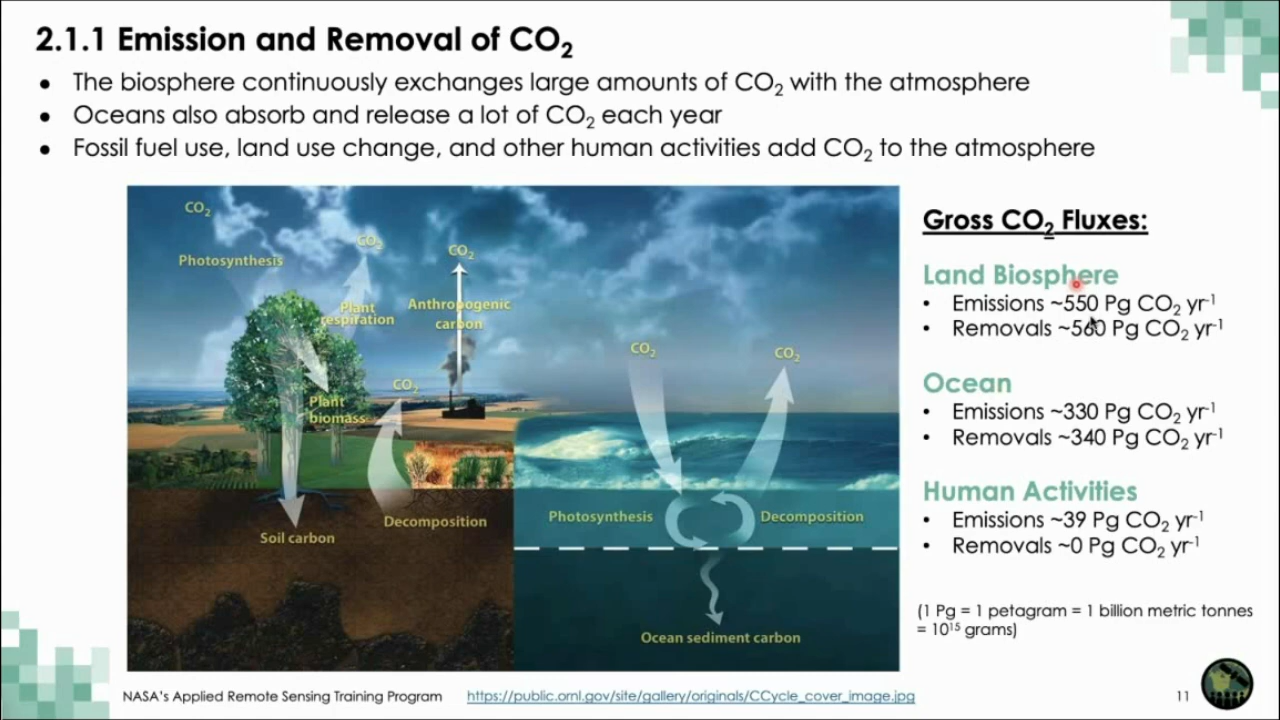 2.1.1 Emission and Removal of CO₂
• The biosphere continuously exchanges large amounts of CO₂ with the atmosphere
• Oceans also absorb and release a lot of CO₂ each year
• Fossil fuel use, land use change, and other human activities add CO₂ to the atmosphere
CO₂
Photosynthesis
CO₂
Plant
respiration
CO₂
Anthropogenic
carbon
CO₂
Plant
biomass
Soil carbon
Decomposition
CO₂
CO₂
Photosynthesis
Decomposition
Ocean sediment carbon
Gross CO₂ Fluxes:
Land Biosphere
• Emissions ~550 Pg CO₂ yr⁻¹
• Removals ~560 Pg CO₂ yr⁻¹
Ocean
• Emissions ~330 Pg CO₂ yr⁻¹
• Removals ~340 Pg CO₂ yr⁻¹
Human Activities
• Emissions ~39 Pg CO₂ yr⁻¹
• Removals ~0 Pg CO₂ yr⁻¹
(1 Pg = 1 petagram = 1 billion metric tonnes
= 10¹⁵ grams)
NASA's Applied Remote Sensing Training Program
https://public.ornl.gov/site/gallery/originals/CCycle_cover_image.jpg
11